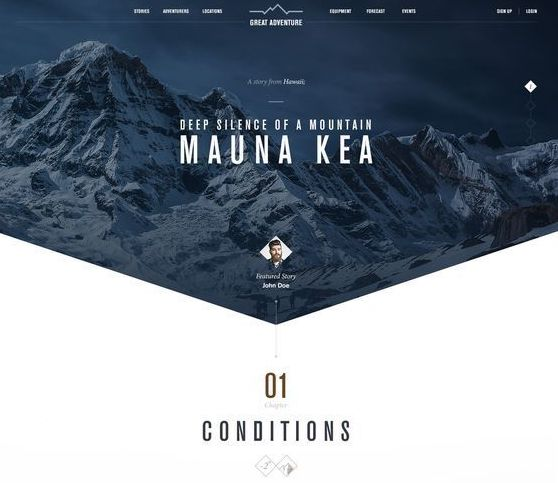 STORIES ADVENTURERS LOCATIONS
GREAT ADVENTURE
EQUIPMENT FORECAST EVENTS
SIGN UP LOGIN
A story from Hawaii;
DEEP SILENCE OF A MOUNTAIN
MAUNA KEA
Featured Story
John Doe
01
Chapter
CONDITIONS